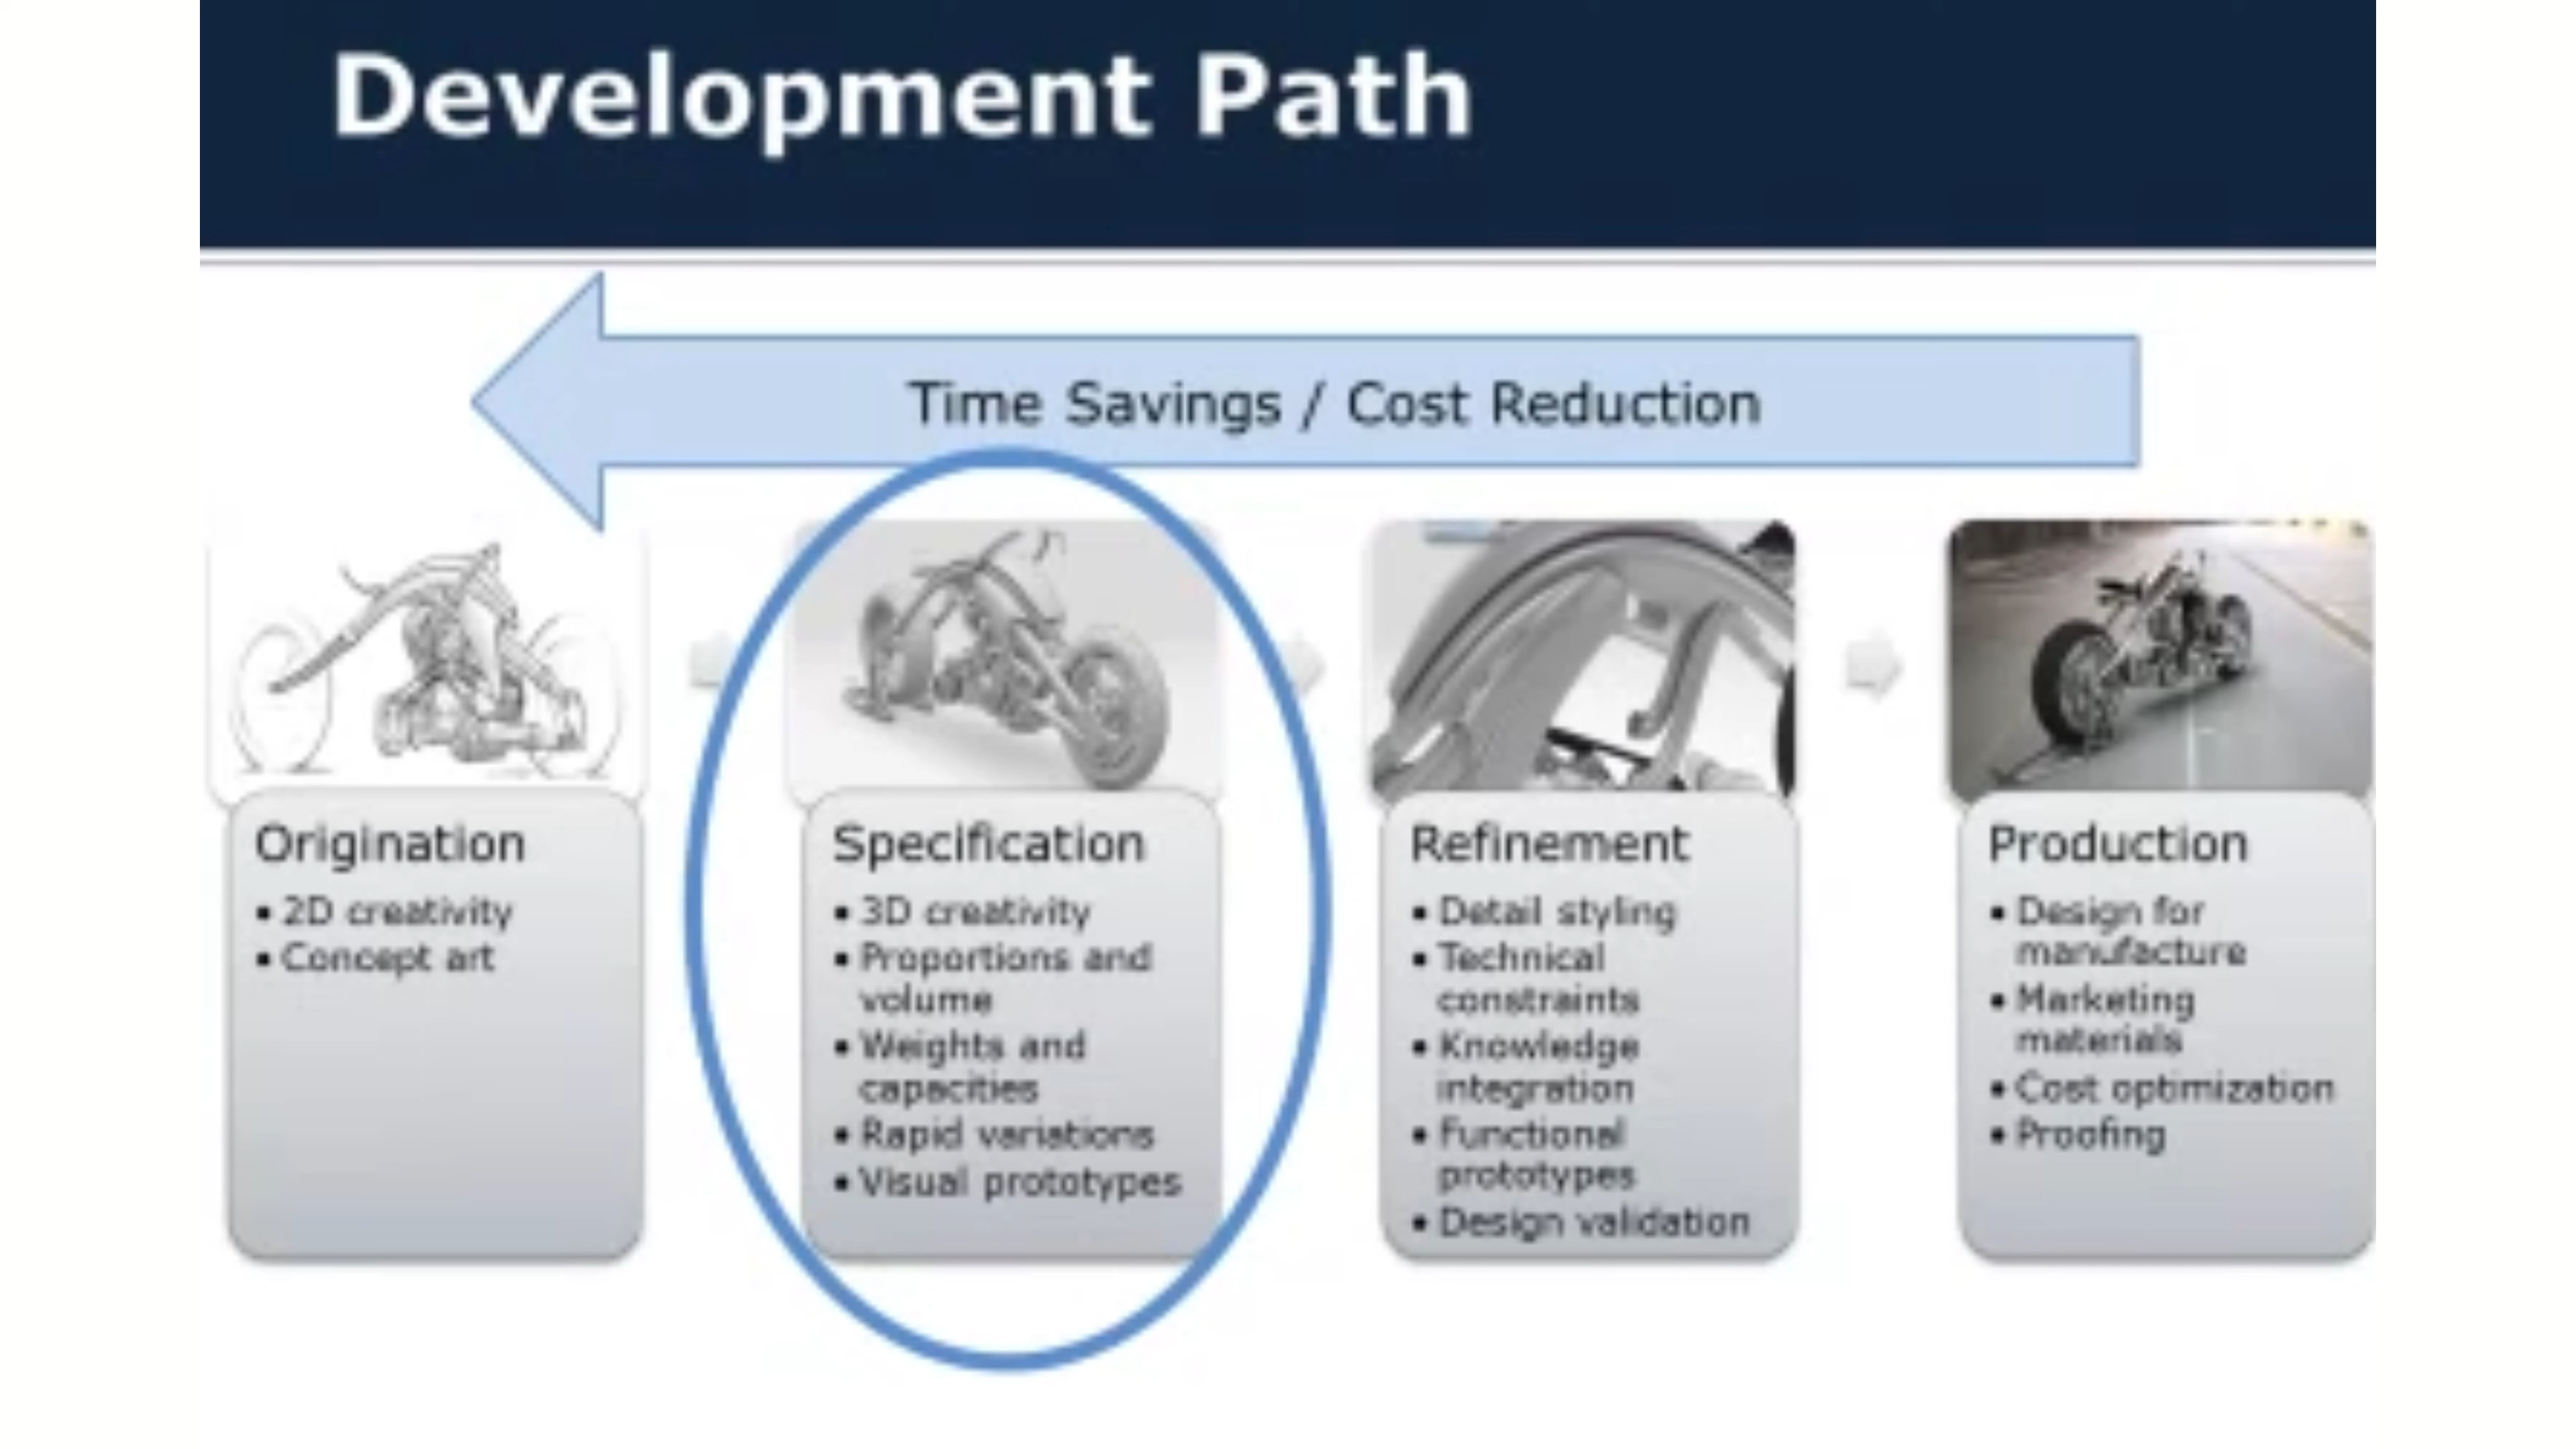 Development Path
Time Savings / Cost Reduction
Origination
• 2D creativity
• Concept art
Specification
• 3D creativity
• Proportions and
volume
• Weights and
capacities
• Rapid variations
• Visual prototypes
Refinement
• Detail styling
• Technical
constraints
• Knowledge
integration
• Functional
prototypes
• Design validation
Production
• Design for
manufacture
• Marketing
materials
• Cost optimization
• Proofing